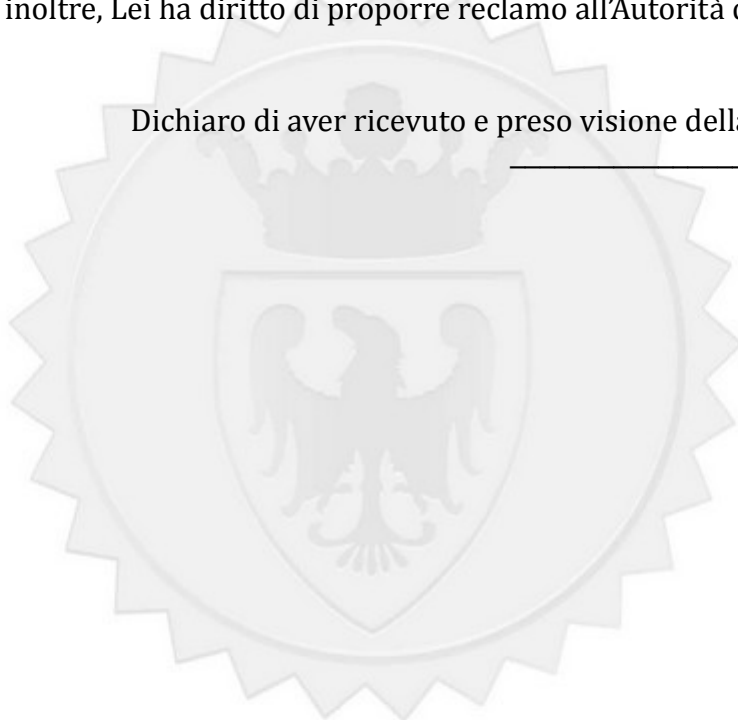 inoltre, Lei ha diritto di proporre reclamo all'Autorità
Dichiaro di aver ricevuto e preso visione della